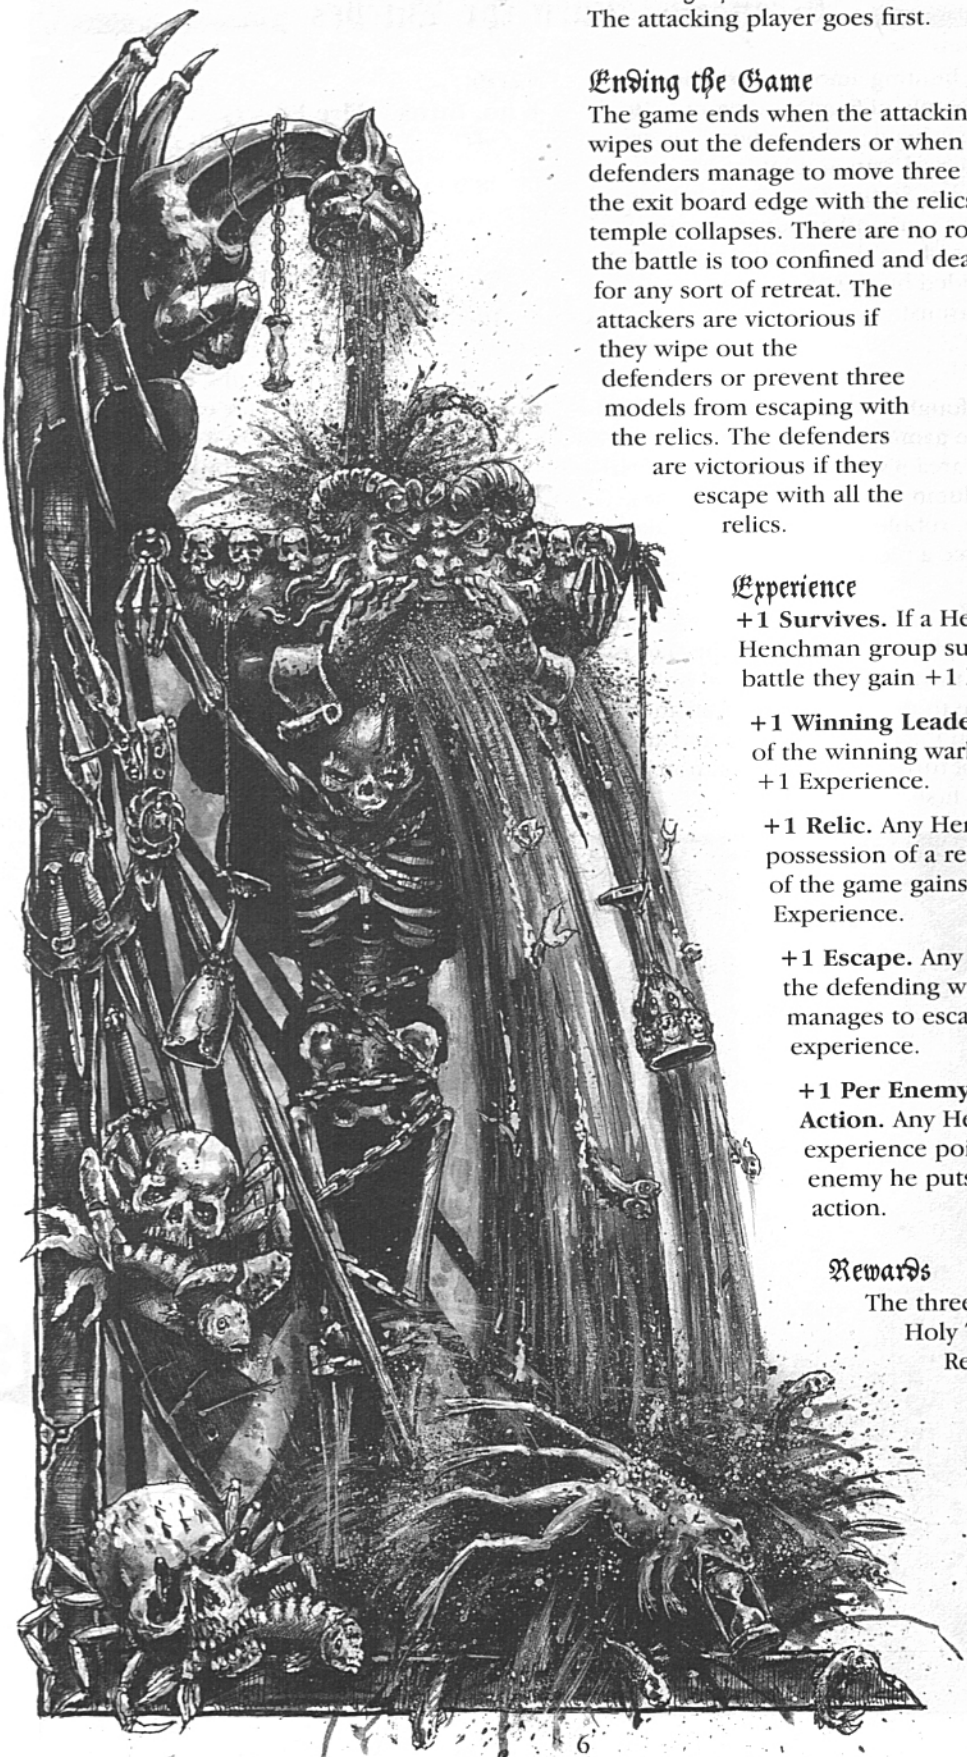 The attacking player goes first.
Ending the Game
The game ends when the attackin
wipes out the defenders or when
defenders manage to move three
the exit board edge with the relics
temple collapses. There are no ro
the battle is too confined and dea
for any sort of retreat. The
attackers are victorious if
they wipe out the
defenders or prevent three
models from escaping with
the relics. The defenders
are victorious if they
escape with all the
relics.
Experience
+1 Survives. If a He
Henchman group su
battle they gain +1
+1 Winning Leade
of the winning war
+1 Experience.
+1 Relic. Any Her
possession of a re
of the game gains
Experience.
+1 Escape. Any
the defending w
manages to esca
experience.
+1 Per Enemy
Action. Any He
experience poi
enemy he puts
action.
Rewards
The three
Holy
Re
6